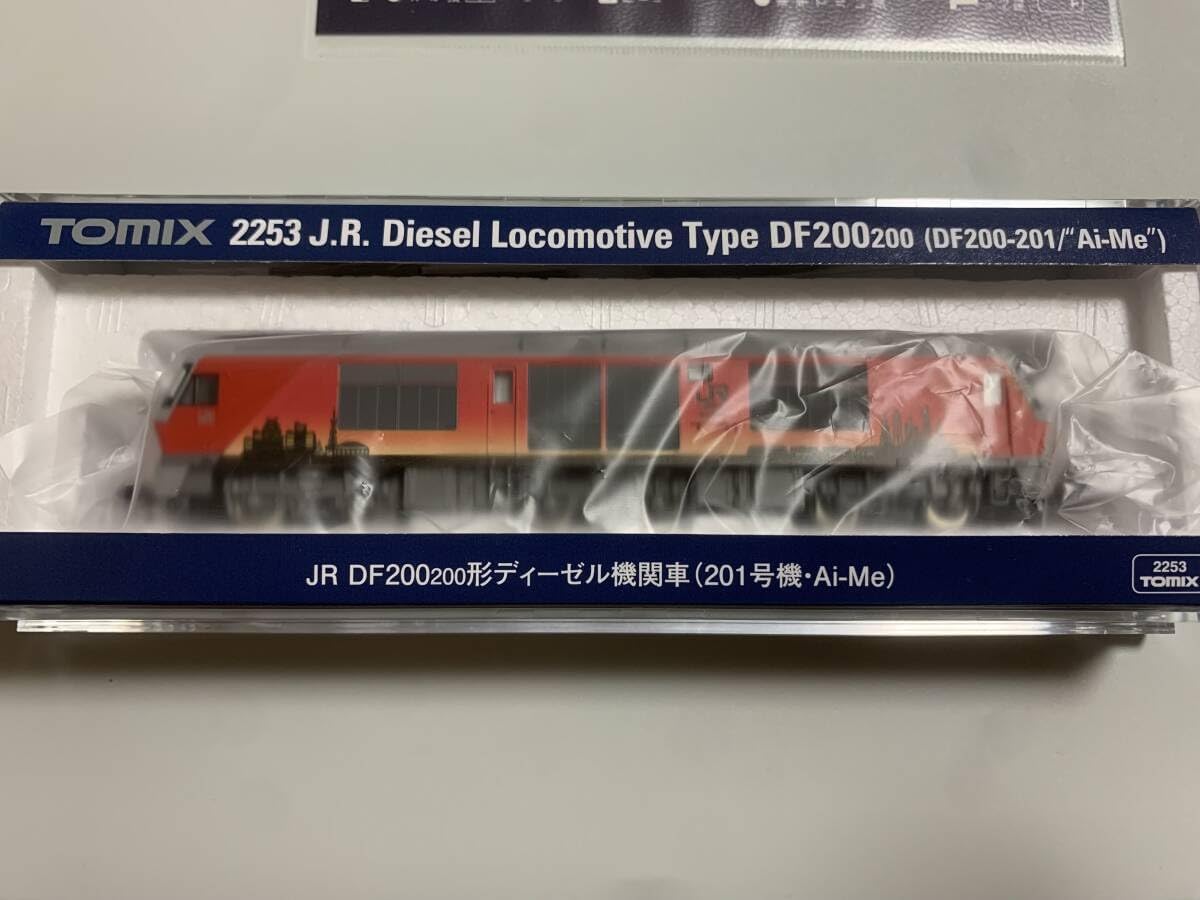 TOMIX 2253 J.R. Diesel Locomotive Type DF200200 (DF200-201/"Ai-Me")
JR
JR DF200200形ディーゼル機関車(201号機・Ai-Me)
2253
TOMIX